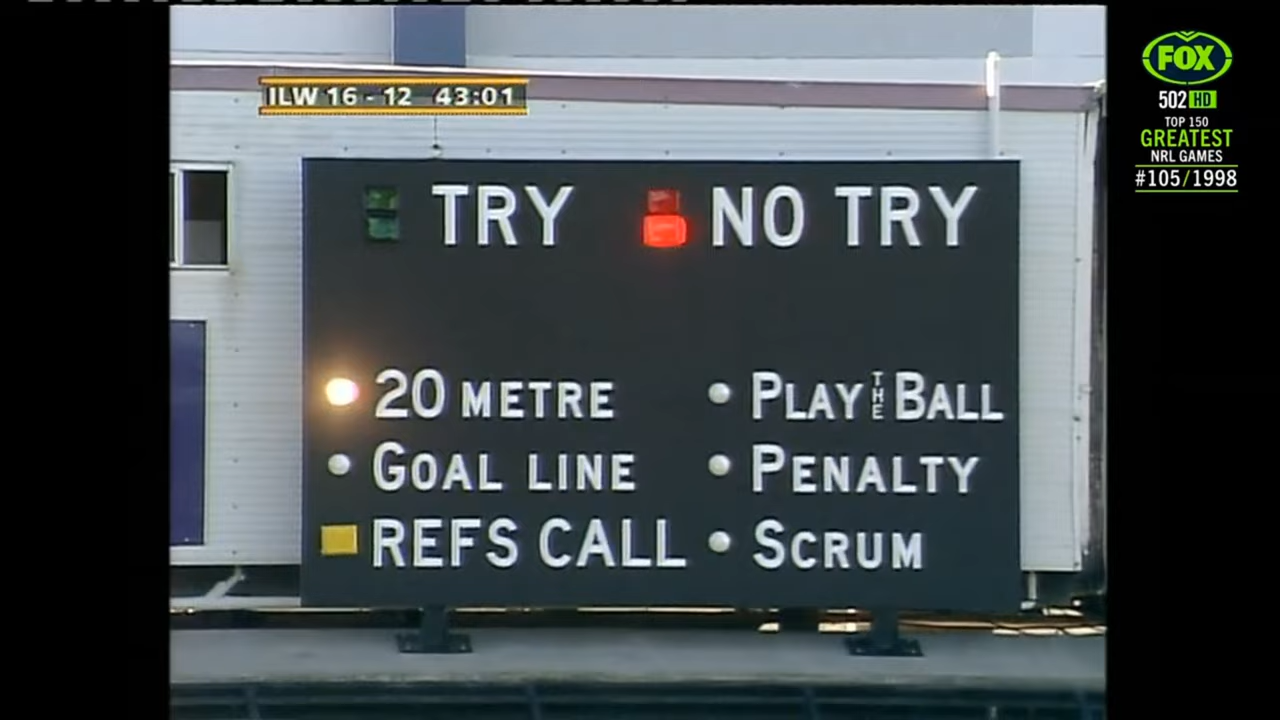 ILW 16 - 12 43:01
FOX
502 HD
TOP 150
GREATEST
NRL GAMES
#105/1998
TRY NO TRY
20 METRE PLAY THE BALL
GOAL LINE PENALTY
REFS CALL SCRUM